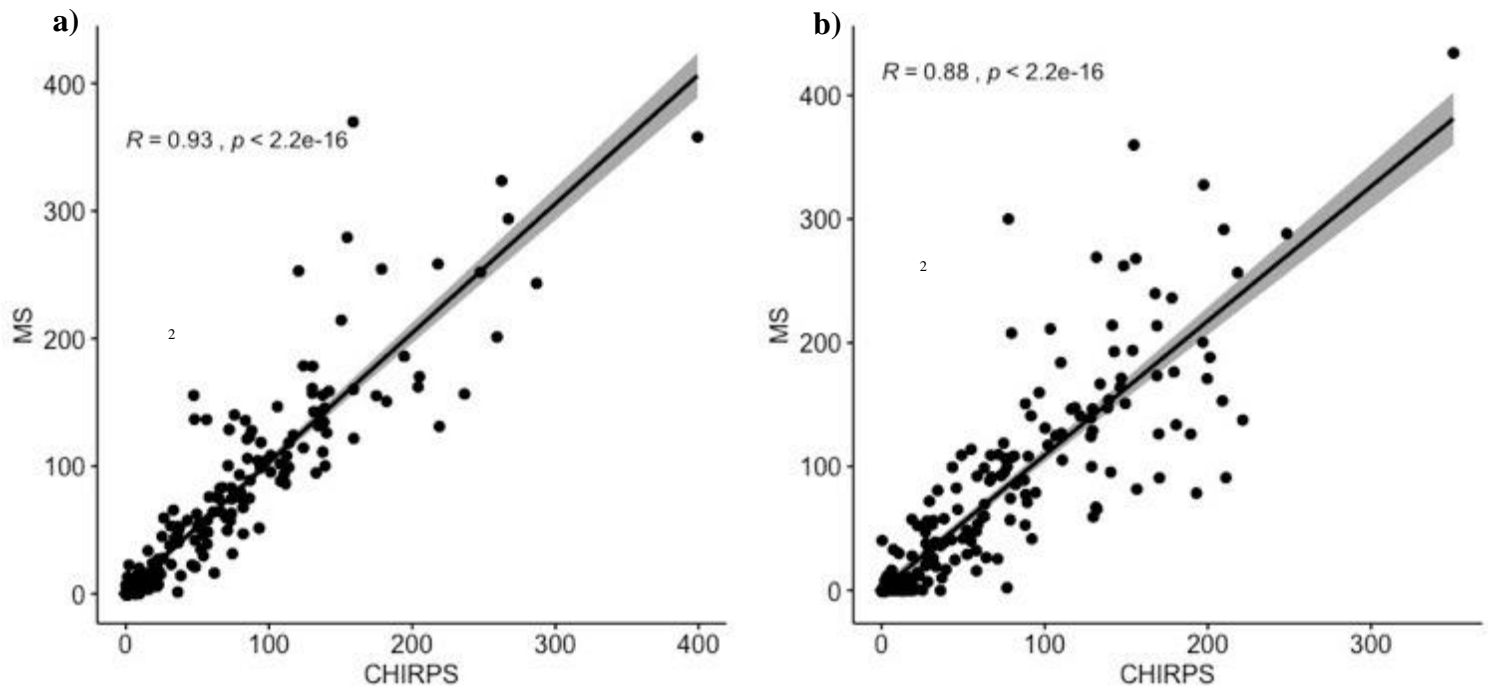 a)
R = 0.93 , p < 2.2e-16
2
MS
400
300
200
100
0
0 100 200 300 400
CHIRPS
b)
R = 0.88 , p < 2.2e-16
2
MS
400
300
200
100
0
0 100 200 300
CHIRPS